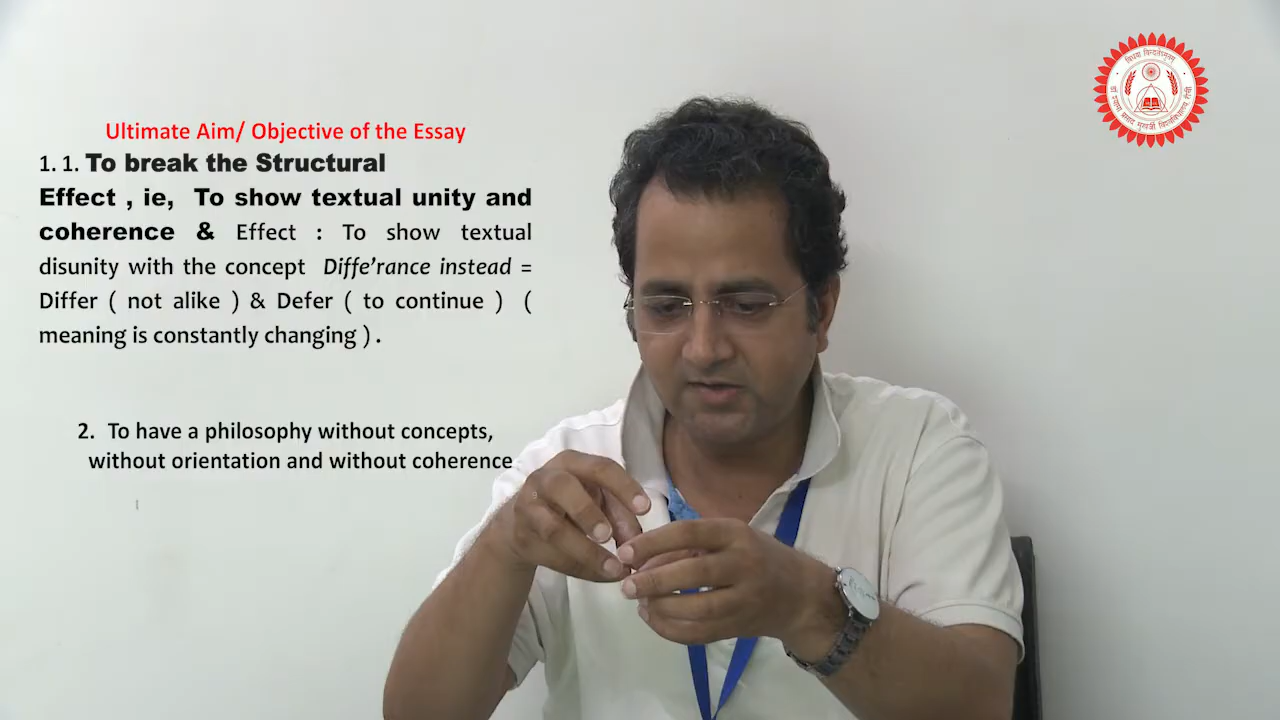 Ultimate Aim/ Objective of the Essay
1. 1. To break the Structural
Effect , ie, To show textual unity and
coherence & Effect : To show textual
disunity with the concept Diffe’rance instead =
Differ ( not alike ) & Defer ( to continue ) (
meaning is constantly changing ) .
2. To have a philosophy without concepts,
without orientation and without coherence